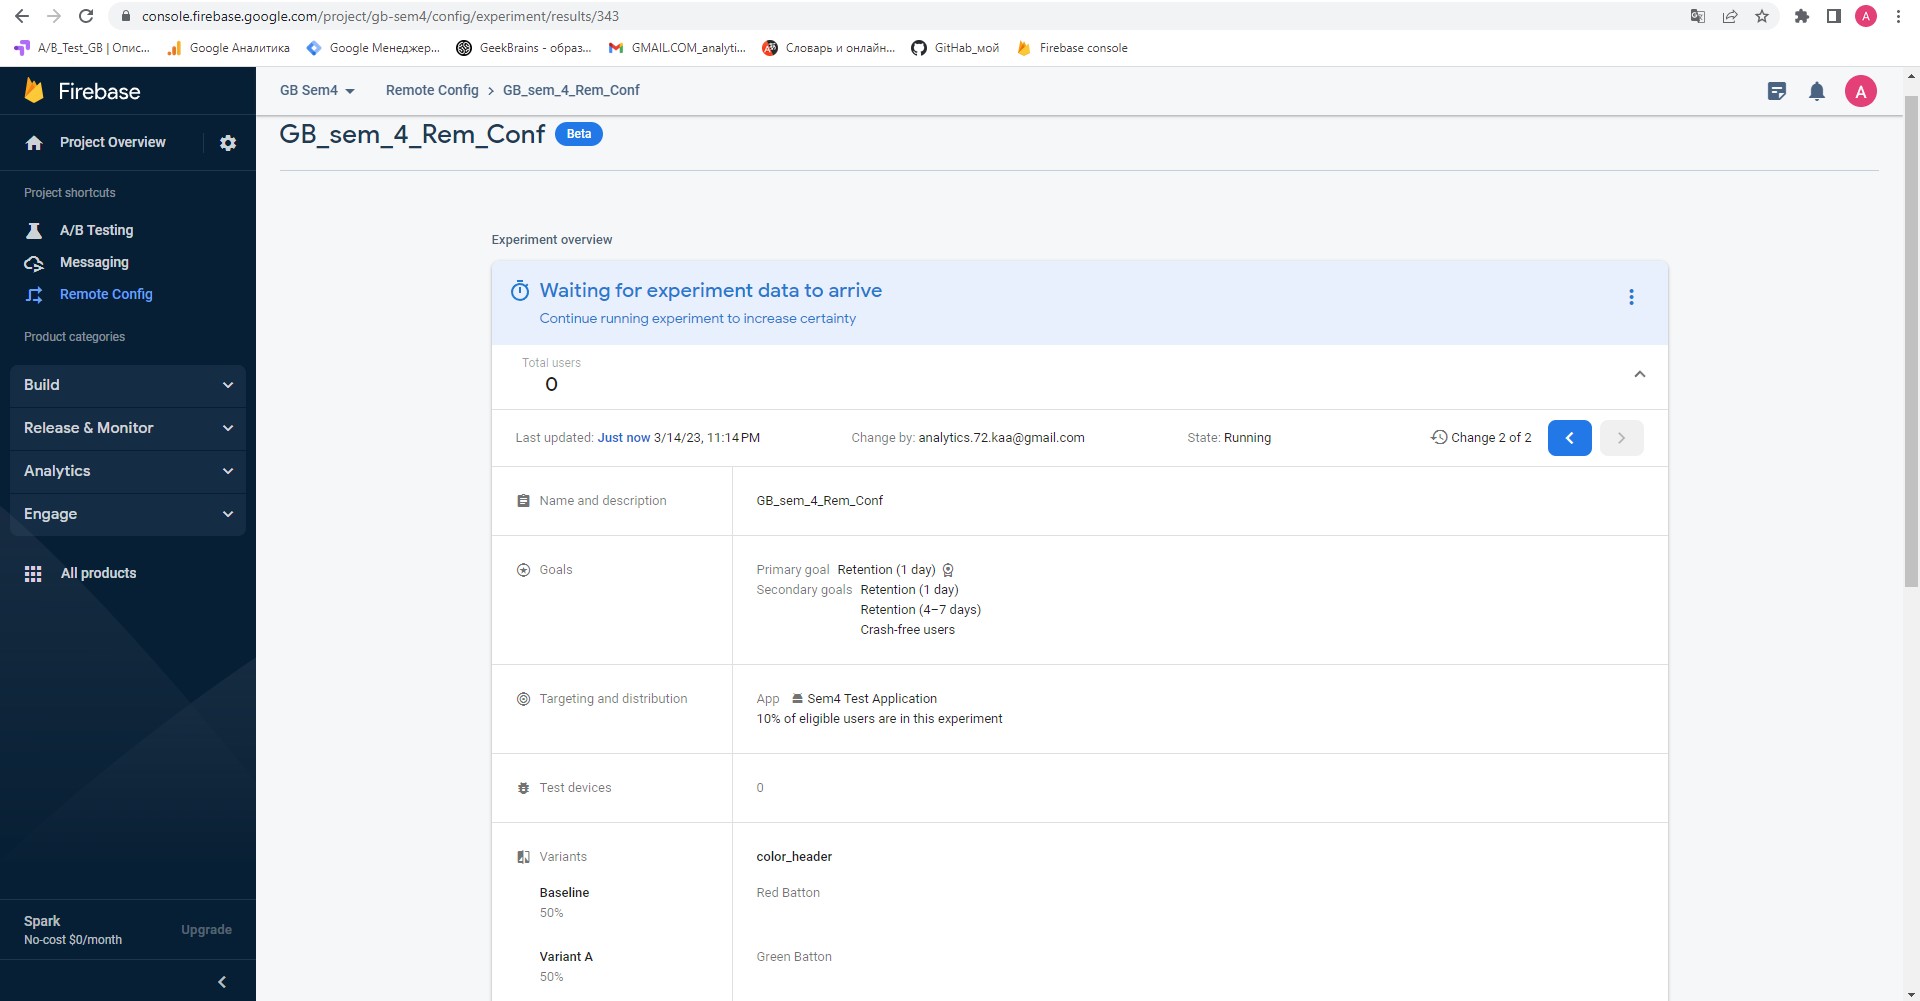 console.firebase.google.com/project/gb-sem4/config/experiment/results/343
A
A/B_Test_GB | Опис...
Google Аналитика
Google Менеджер...
GeekBrains - образ...
GMAIL.COM_analyti...
Словарь и онлайн...
GitHab_мой
Firebase console
Firebase
GB Sem4
Remote Config > GB_sem_4_Rem_Conf
A
GB_sem_4_Rem_Conf
Beta
Project Overview
Project shortcuts
A/B Testing
Messaging
Remote Config
Product categories
Build
Release & Monitor
Analytics
Engage
All products
Spark
No-cost $0/month
Upgrade
Experiment overview
Waiting for experiment data to arrive
Continue running experiment to increase certainty
Total users
0
Last updated: Just now 3/14/23, 11:14 PM
Change by: analytics.72.kaa@gmail.com
State: Running
Change 2 of 2
Name and description
GB_sem_4_Rem_Conf
Goals
Primary goal Retention (1 day)
Secondary goals Retention (1 day)
Retention (4–7 days)
Crash-free users
Targeting and distribution
App Sem4 Test Application
10% of eligible users are in this experiment
Test devices
0
Variants
color_header
Baseline
Red Batton
50%
Variant A
Green Batton
50%